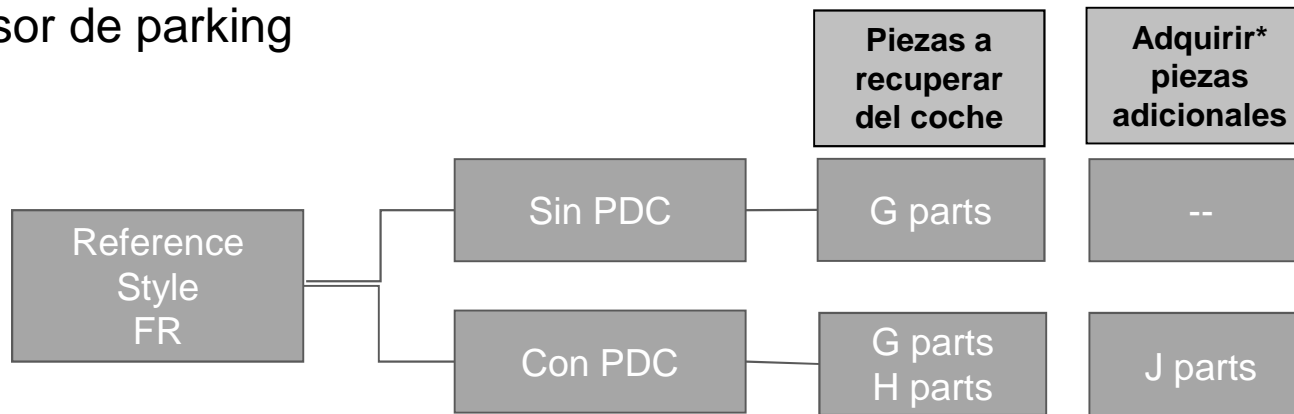 sor de parking
Piezas a
recuperar
del coche
Adquirir*
piezas
adicionales
Sin PDC
G parts
--
Reference
Style
FR
Con PDC
G parts
H parts
J parts